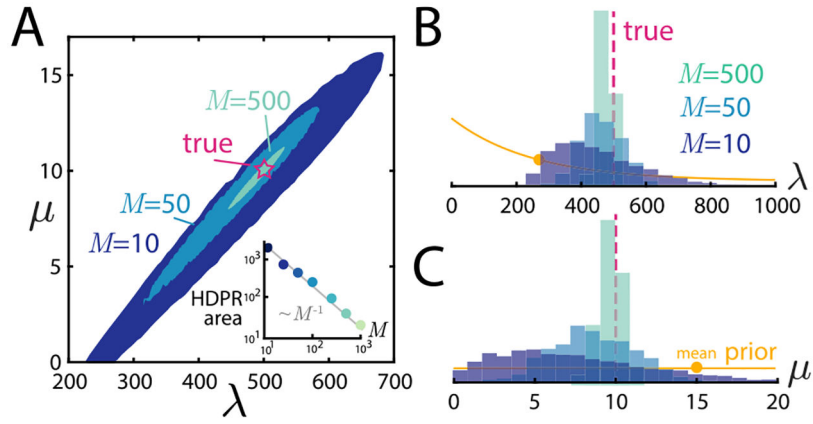 A
μ
15
10
5
0
M=500
true
M=50
M=10
HDPR
area
10³
10²
10¹
~M⁻¹
M
10¹ 10² 10³
200 300 400 500 600 700
λ
B
true
M=500
M=50
M=10
0 200 400 600 800 1000
λ
C
mean prior
0 5 10 15 20
μ